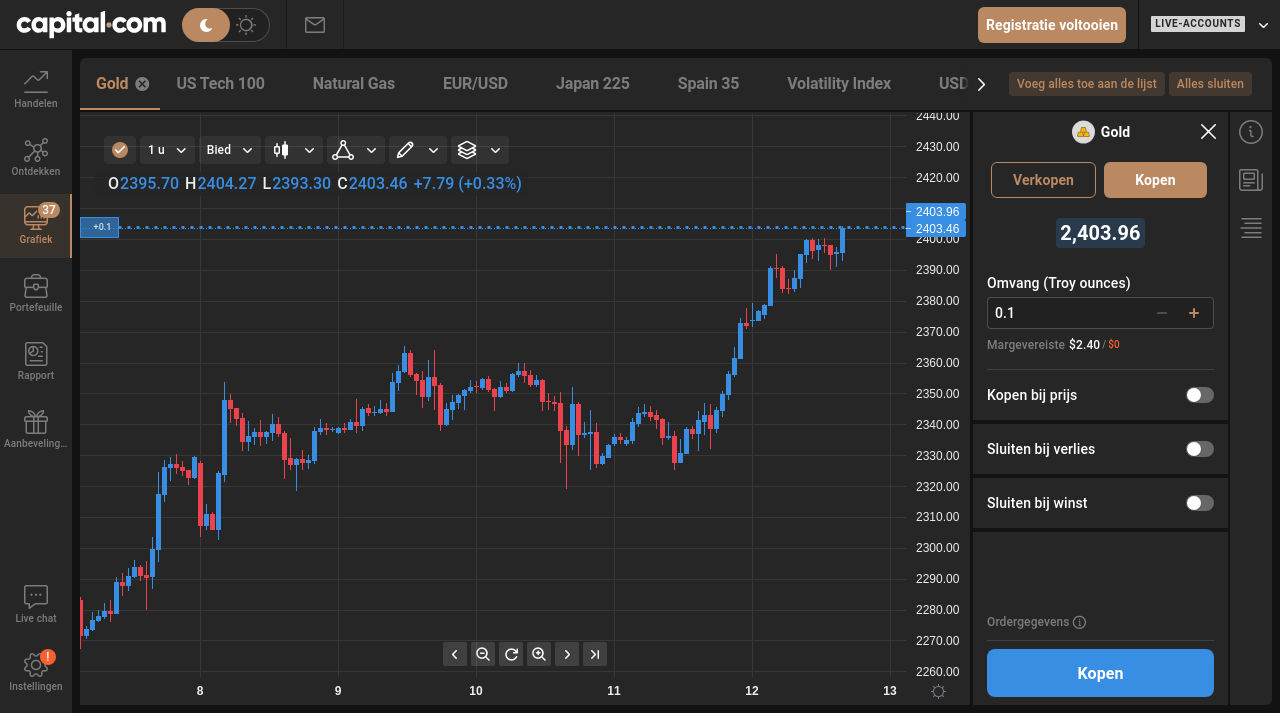 capital.com
Registratie voltooien
LIVE-ACCOUNTS
Handelen
Ontdekken
37
Grafiek
Portefeuille
Rapport
Aanbeveling...
Live chat
!
Instellingen
Gold US Tech 100 Natural Gas EUR/USD Japan 225 Spain 35 Volatility Index USD
Voeg alles toe aan de lijst Alles sluiten
1 u Bied
O2395.70 H2404.27 L2393.30 C2403.46 +7.79 (+0.33%)
+0.1
2440.00
2430.00
2420.00
2403.96
2403.46
2400.00
2390.00
2380.00
2370.00
2360.00
2350.00
2340.00
2330.00
2320.00
2310.00
2300.00
2290.00
2280.00
2270.00
2260.00
8 9 10 11 12 13
Gold
Verkopen Kopen
2,403.96
Omvang (Troy ounces)
0.1
Margevereiste $2.40 / $0
Kopen bij prijs
Sluiten bij verlies
Sluiten bij winst
Ordergegevens
Kopen